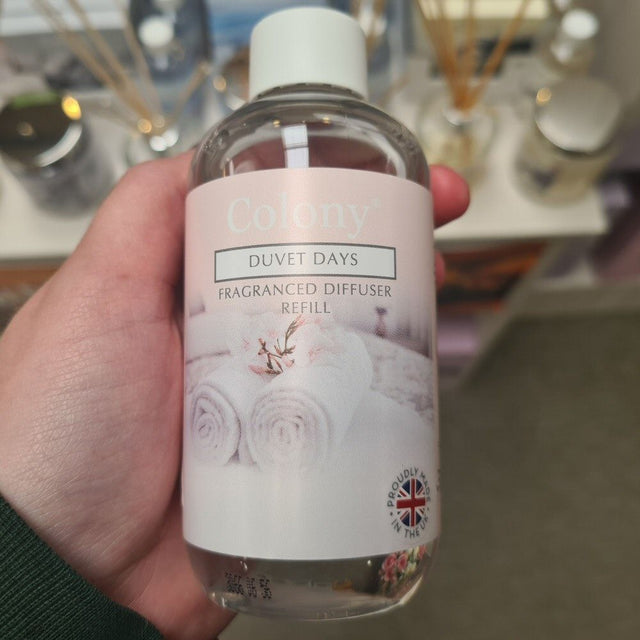 Colony®
DUVET DAYS
FRAGRANCED DIFFUSER
REFILL
PROUDLY MADE
IN THE UK